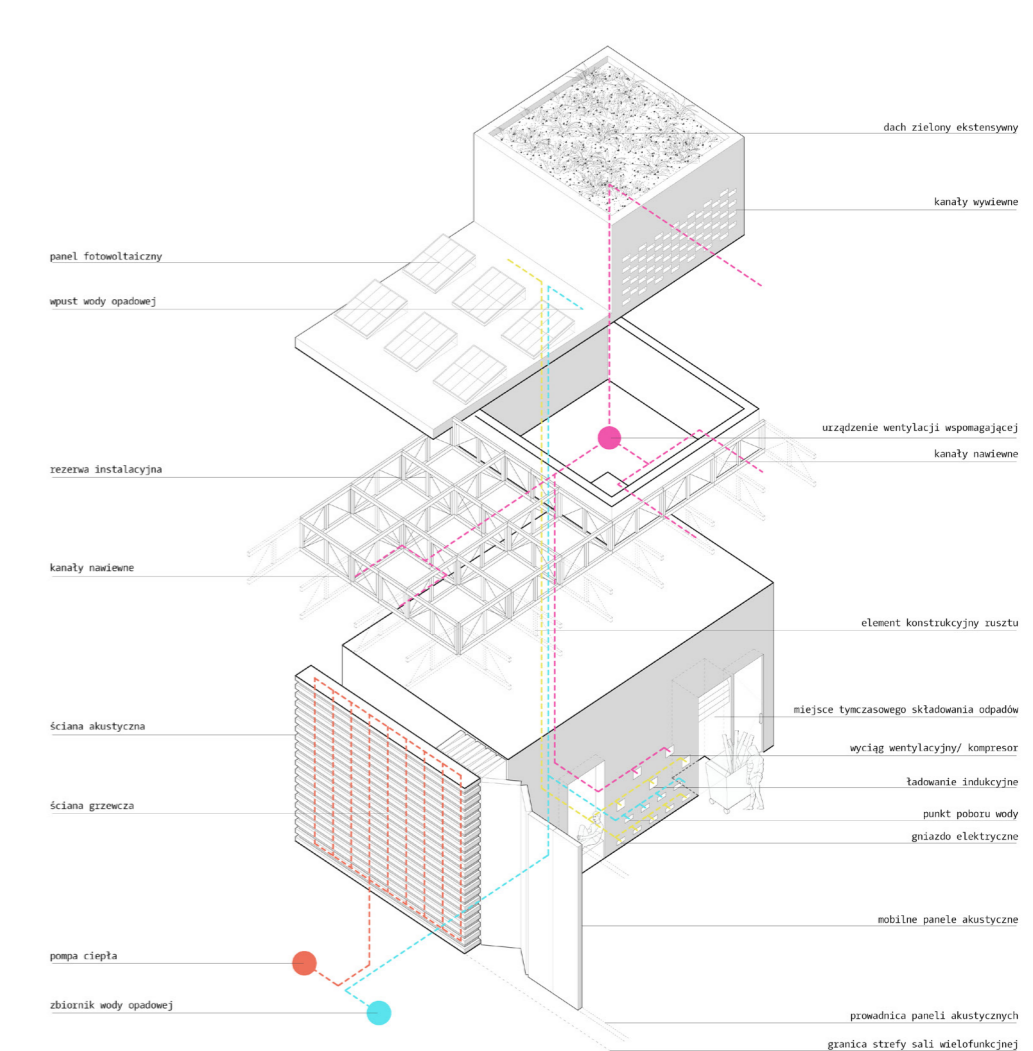 dach zielony ekstensywny
kanały wywiewne
panel fotowoltaiczny
wpust wody opadowej
urządzenie wentylacji wspomagającej
kanały nawiewne
rezerwa instalacyjna
kanały nawiewne
element konstrukcyjny rusztu
miejsce tymczasowego składowania odpadów
ściana akustyczna
wyciąg wentylacyjny/ kompresor
ładowanie indukcyjne
ściana grzewcza
punkt poboru wody
gniazdo elektryczne
mobilne panele akustyczne
pompa ciepła
zbiornik wody opadowej
prowadnica paneli akustycznych
granica strefy sali wielofunkcjnej